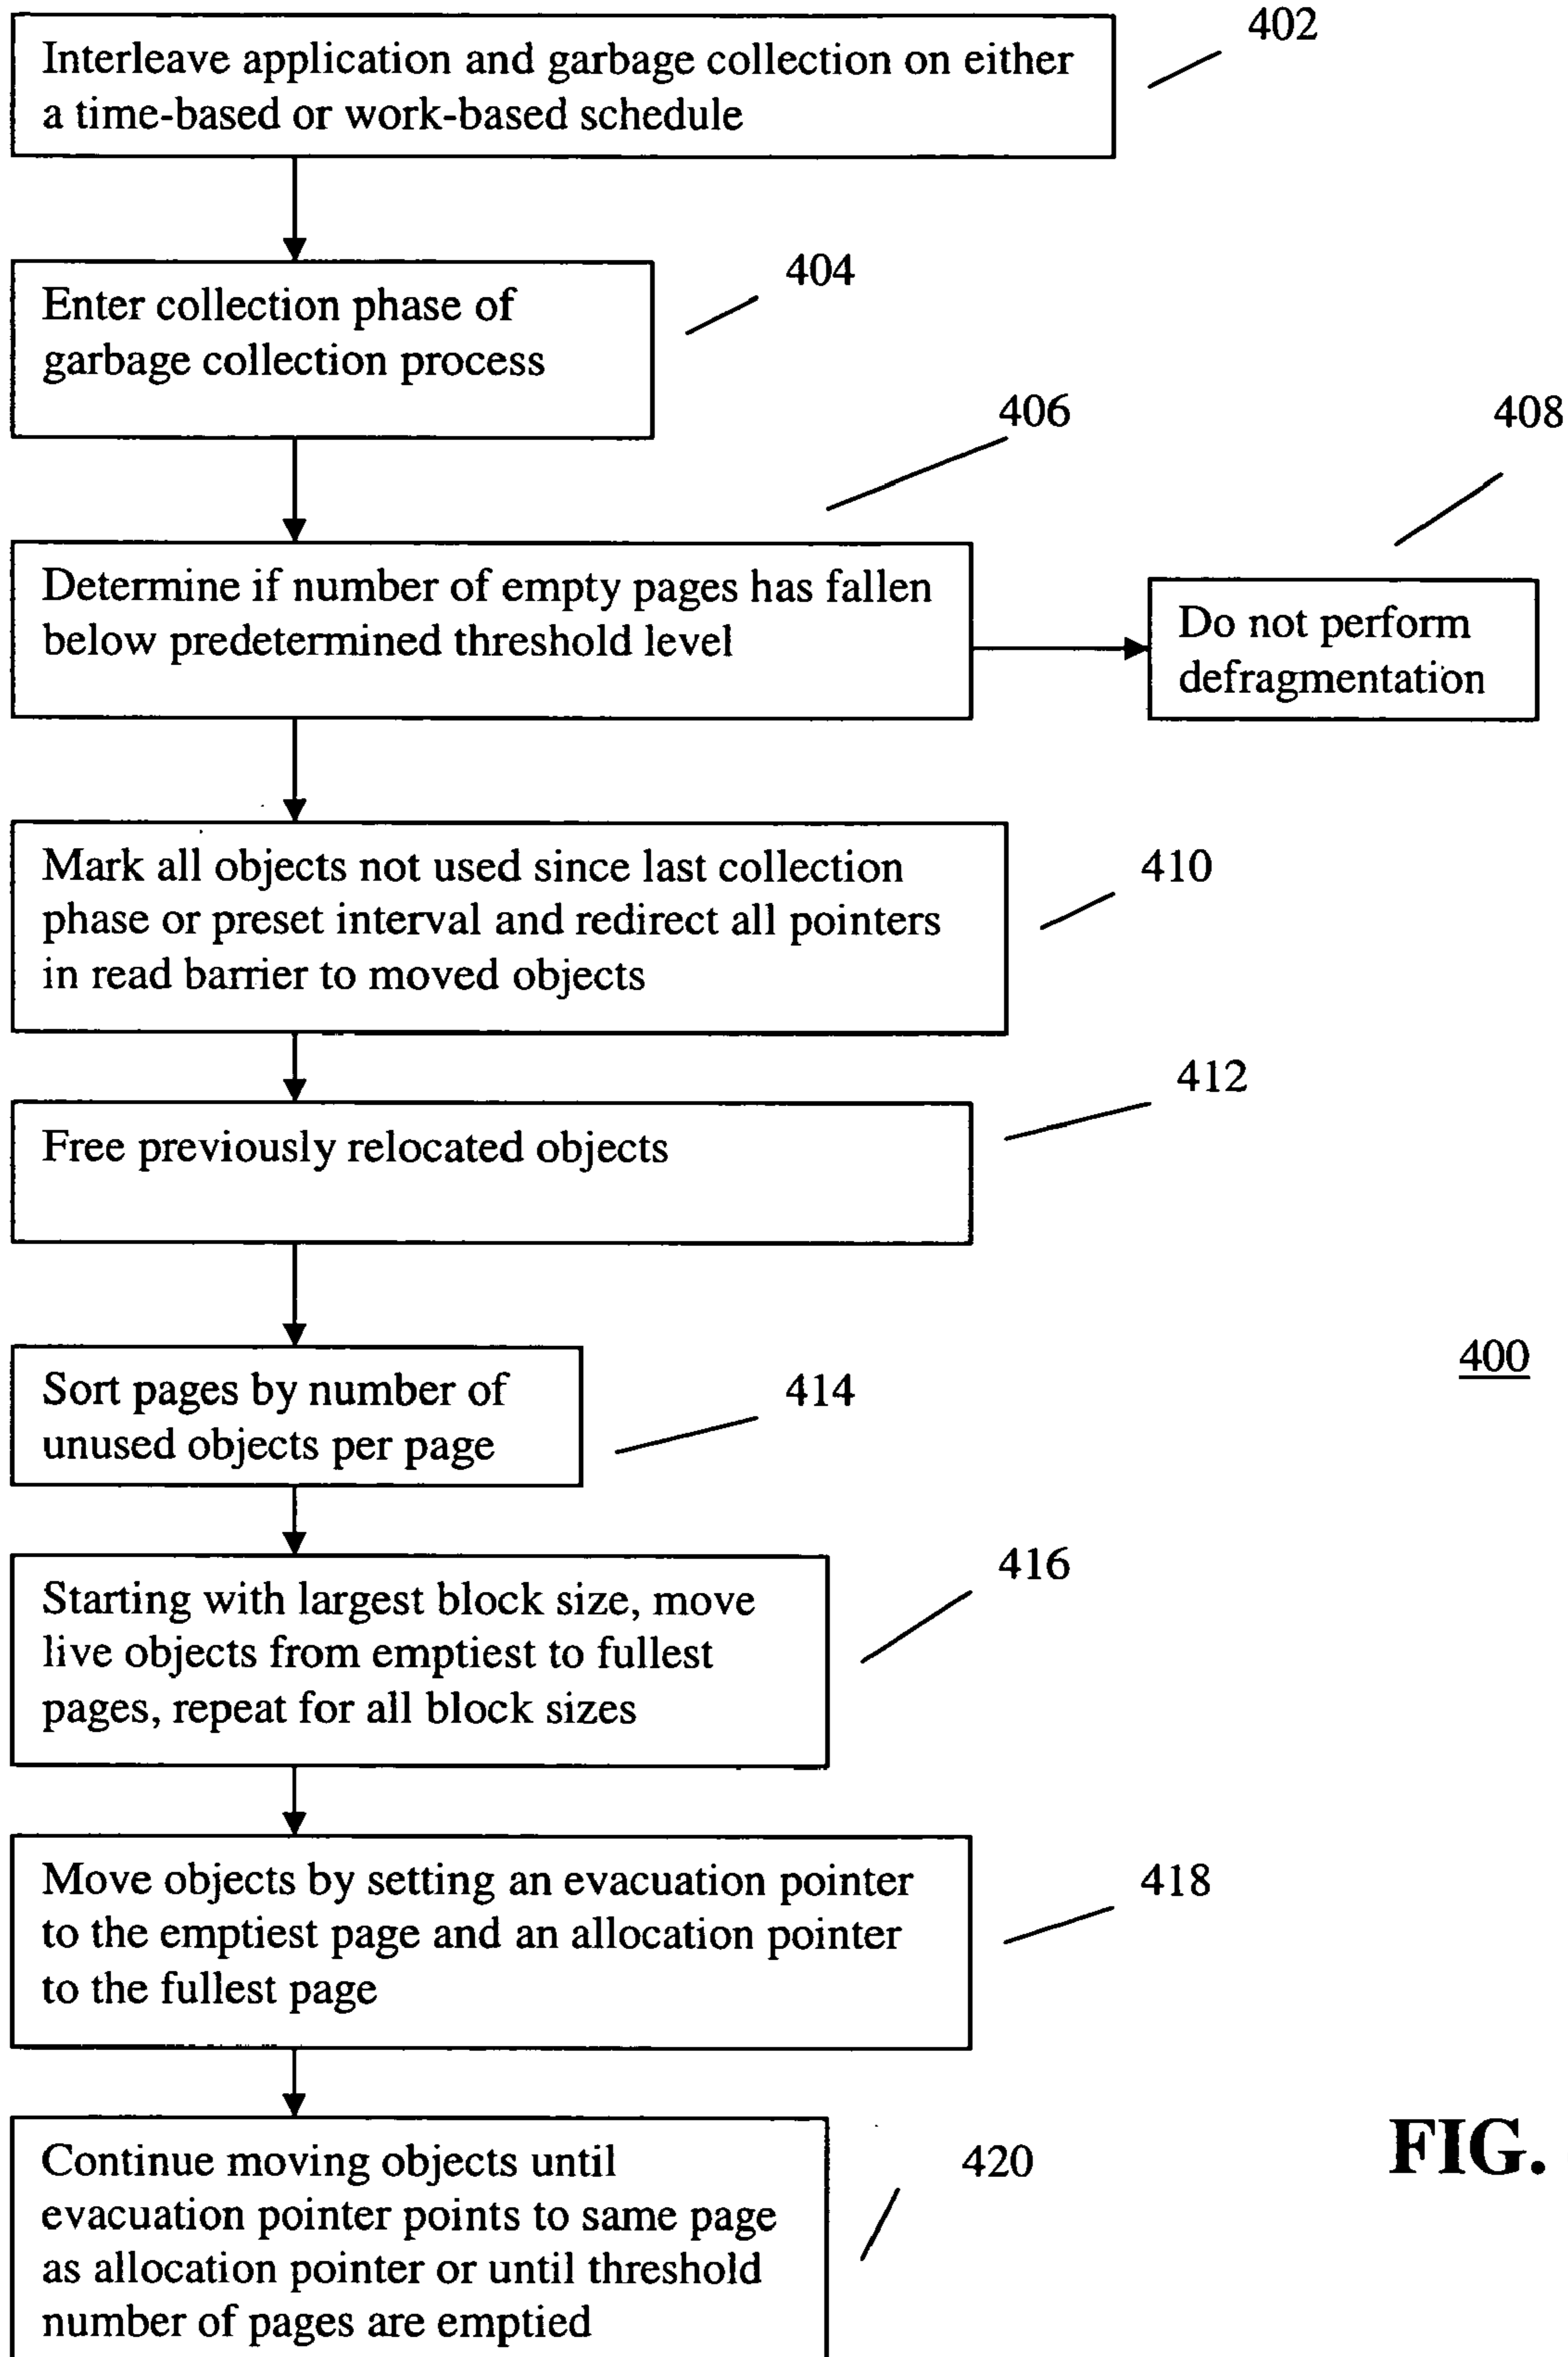 402
Interleave application and garbage collection on either
a time-based or work-based schedule
404
Enter collection phase of
garbage collection process
406
408
Determine if number of empty pages has fallen
below predetermined threshold level
Do not perform
defragmentation
410
Mark all objects not used since last collection
phase or preset interval and redirect all pointers
in read barrier to moved objects
412
Free previously relocated objects
400
Sort pages by number of
unused objects per page
414
416
Starting with largest block size, move
live objects from emptiest to fullest
pages, repeat for all block sizes
418
Move objects by setting an evacuation pointer
to the emptiest page and an allocation pointer
to the fullest page
420
Continue moving objects until
evacuation pointer points to same page
as allocation pointer or until threshold
number of pages are emptied
FIG.